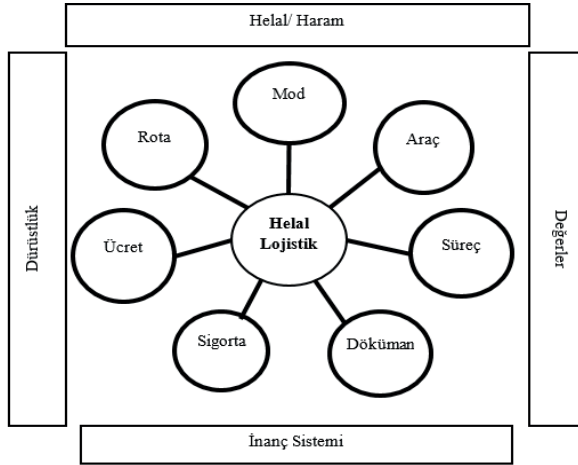 Helal/ Haram
Mod
Rota
Araç
Dürüstlük
Helal
Lojistik
Değerler
Ücret
Süreç
Sigorta
Döküman
İnanç Sistemi